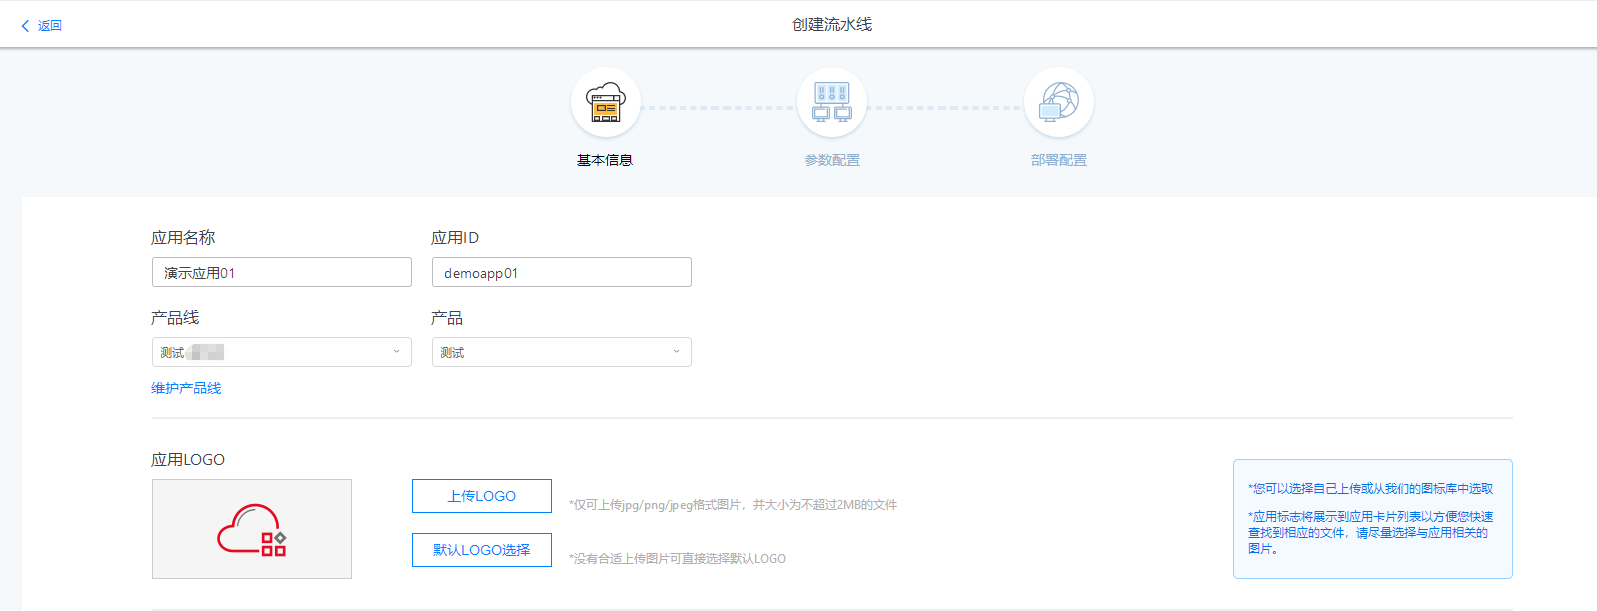 返回
创建流水线
基本信息
参数配置
部署配置
应用名称
应用ID
演示应用01
demoapp01
产品线
产品
测试
测试
维护产品线
应用LOGO
上传LOGO
*仅可上传jpg/png/jpeg格式图片，并大小为不超过2MB的文件
默认LOGO选择
*没有合适上传图片可直接选择默认LOGO
*您可以选择自己上传或从我们的图标库中选取
*应用标志将展示到应用卡片列表以方便您快速
查找到相应的文件，请尽量选择与应用相关的
图片。